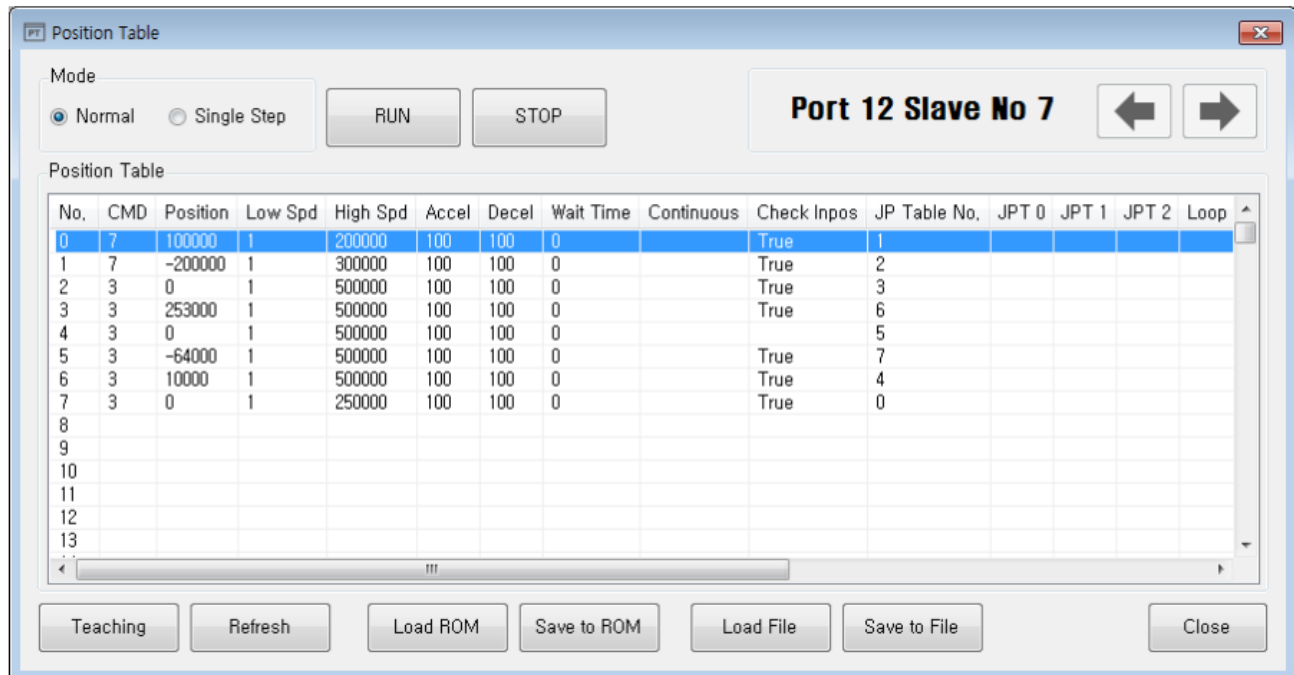 PT Position Table
Mode
Normal Single Step RUN STOP Port 12 Slave No 7
Position Table
No. CMD Position Low Spd High Spd Accel Decel Wait Time Continuous Check Inpos JP Table No. JPT 0 JPT 1 JPT 2 Loop
0 7 100000 1 200000 100 100 0 True 1
1 7 -200000 1 300000 100 100 0 True 2
2 3 0 1 500000 100 100 0 True 3
3 3 253000 1 500000 100 100 0 True 6
4 3 0 1 500000 100 100 0 5
5 3 -64000 1 500000 100 100 0 True 7
6 3 10000 1 500000 100 100 0 True 4
7 3 0 1 250000 100 100 0 True 0
8
9
10
11
12
13
Teaching Refresh Load ROM Save to ROM Load File Save to File Close